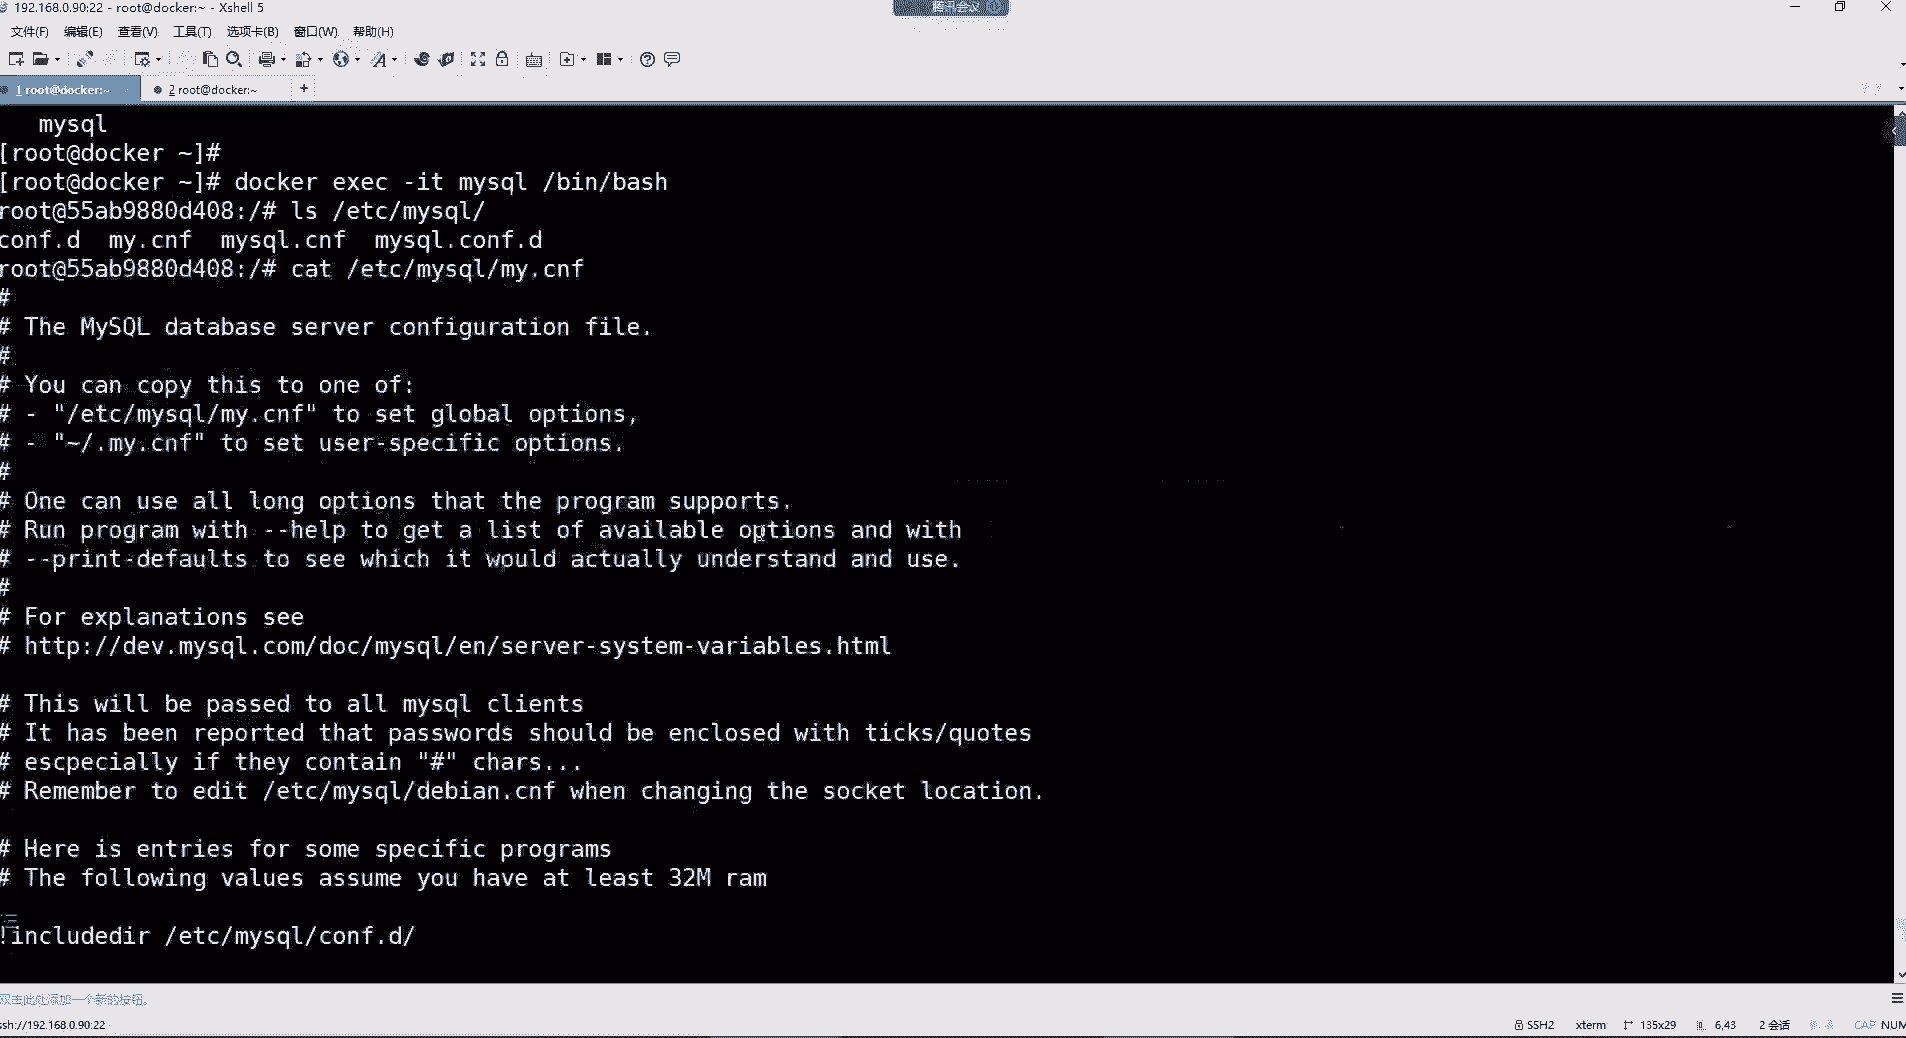 192.168.0.90:22 - root@docker:~ - Xshell 5
腾讯会议
文件(F) 编辑(E) 查看(V) 工具(T) 选项卡(B) 窗口(W) 帮助(H)
1 root@docker:~ 2 root@docker:~ +
mysql
[root@docker ~]#
[root@docker ~]# docker exec -it mysql /bin/bash
root@55ab9880d408:/# ls /etc/mysql/
conf.d my.cnf mysql.cnf mysql.conf.d
root@55ab9880d408:/# cat /etc/mysql/my.cnf
#
# The MySQL database server configuration file.
#
# You can copy this to one of:
# - "/etc/mysql/my.cnf" to set global options,
# - "~/.my.cnf" to set user-specific options.
#
# One can use all long options that the program supports.
# Run program with --help to get a list of available options and with
# --print-defaults to see which it would actually understand and use.
#
# For explanations see
# http://dev.mysql.com/doc/mysql/en/server-system-variables.html
# This will be passed to all mysql clients
# It has been reported that passwords should be enclosed with ticks/quotes
# escpecially if they contain "#" chars...
# Remember to edit /etc/mysql/debian.cnf when changing the socket location.
# Here is entries for some specific programs
# The following values assume you have at least 32M ram
!includedir /etc/mysql/conf.d/
双击此处添加一个新的按钮。
ssh://192.168.0.90:22 SSH2 xterm 135x29 6,43 2 会话 CAP NUM